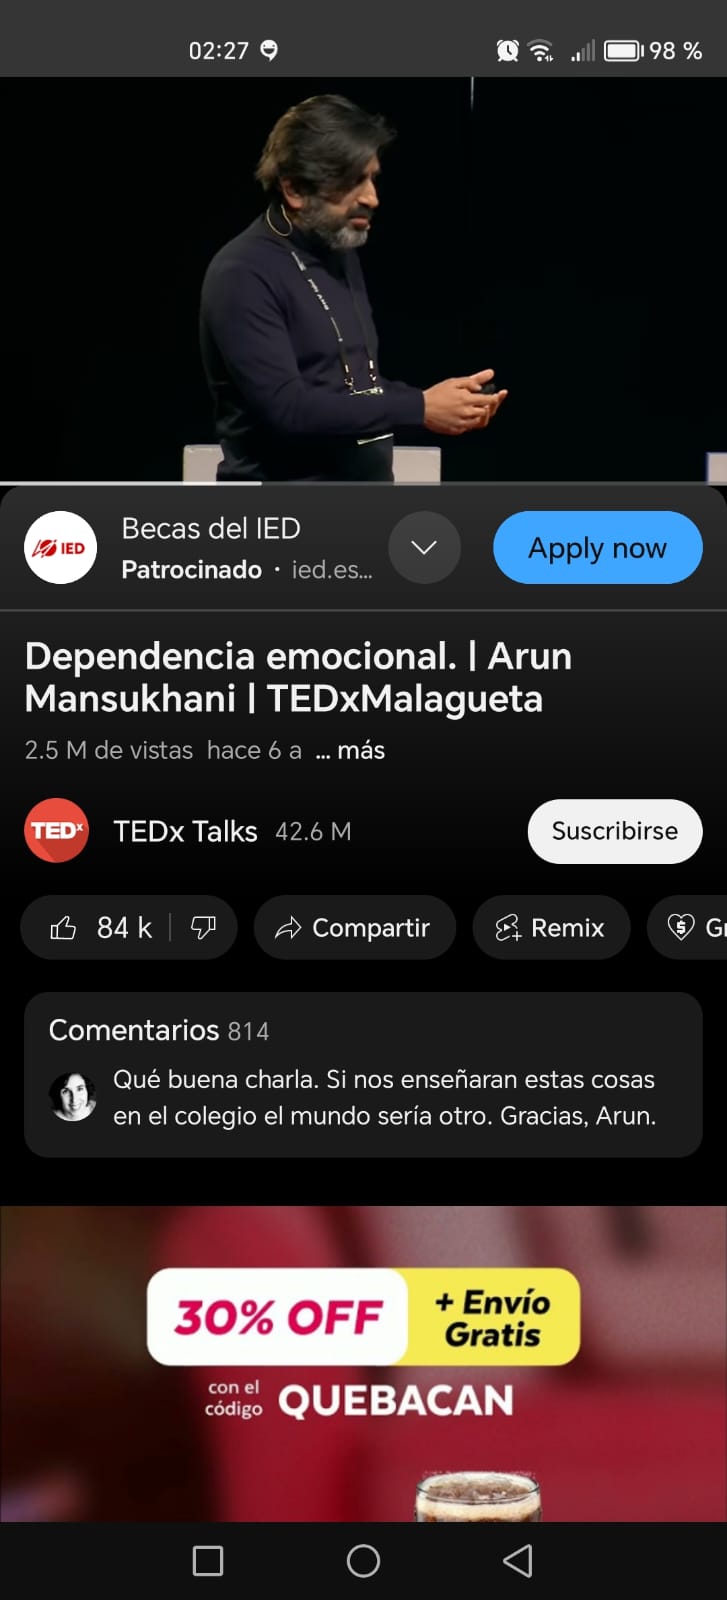 02:27
98 %
IED
Becas del IED
Patrocinado · ied.es...
Apply now
Dependencia emocional. | Arun
Mansukhani | TEDxMalagueta
2.5 M de vistas hace 6 a ... más
TEDx
TEDx Talks 42.6 M
Suscribirse
84 k
Compartir
Remix
Gr
Comentarios 814
Qué buena charla. Si nos enseñaran estas cosas
en el colegio el mundo sería otro. Gracias, Arun.
30% OFF
+ Envío
Gratis
con el
código
QUEBACAN